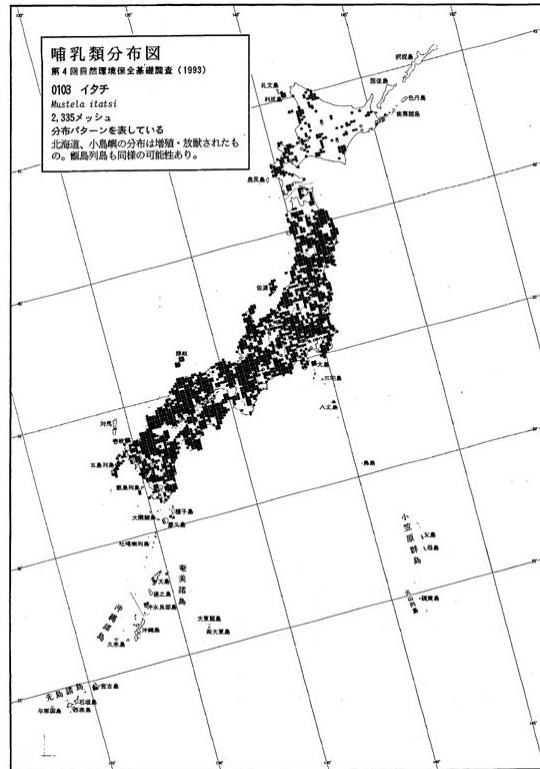 哺乳類分布図
第4回自然環境保全基礎調査(1993)
0103 イタチ
Mustela itatsi
2,335メッシュ
分布パターンを表している
北海道、小島嶼の分布は増殖・放獣されたも
の。甑島列島も同様の可能性あり。
択捉島
国後島
色丹島
歯舞諸島
礼文島
利尻島
奥尻島
佐渡
隠岐
大島
三宅島
八丈島
対馬
壱岐
五島列島
甑島列島
鳥島
種子島
大隅諸島
屋久島
吐噶喇列島
小笠原群島
父島
母島
硫黄島
奄美諸島
大島
徳之島
沖永良部島
沖縄島
久米島
大東諸島
南大東島
先島諸島
宮古島
石垣島
西表島
与那国島